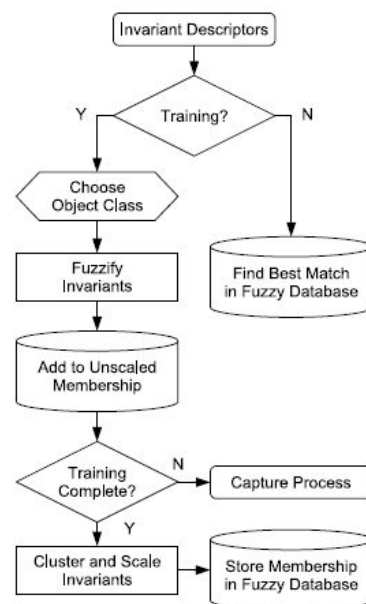 Invariant Descriptors
Y
Training?
N
Choose
Object Class
Fuzzify
Invariants
Find Best Match
in Fuzzy Database
Add to Unscaled
Membership
Training
Complete?
N
Capture Process
Y
Cluster and Scale
Invariants
Store Membership
in Fuzzy Database